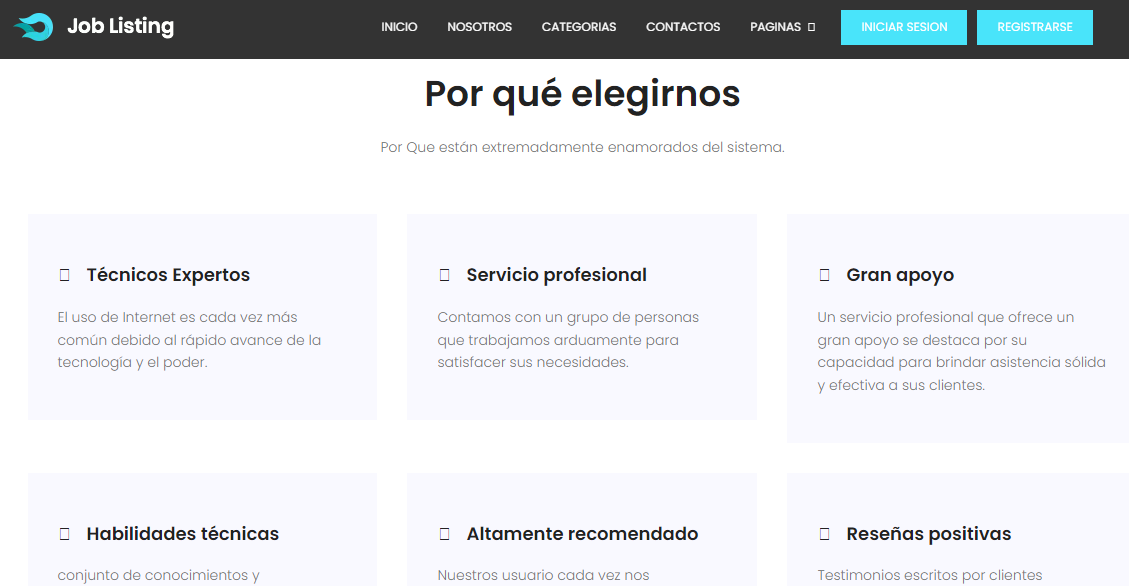 Job Listing
INICIO NOSOTROS CATEGORIAS CONTACTOS PAGINAS INICIAR SESION REGISTRARSE
Por qué elegirnos
Por Que están extremadamente enamorados del sistema.
Técnicos Expertos
El uso de Internet es cada vez más
común debido al rápido avance de la
tecnología y el poder.
Servicio profesional
Contamos con un grupo de personas
que trabajamos arduamente para
satisfacer sus necesidades.
Gran apoyo
Un servicio profesional que ofrece un
gran apoyo se destaca por su
capacidad para brindar asistencia sólida
y efectiva a sus clientes.
Habilidades técnicas
conjunto de conocimientos y
Altamente recomendado
Nuestros usuario cada vez nos
Reseñas positivas
Testimonios escritos por clientes